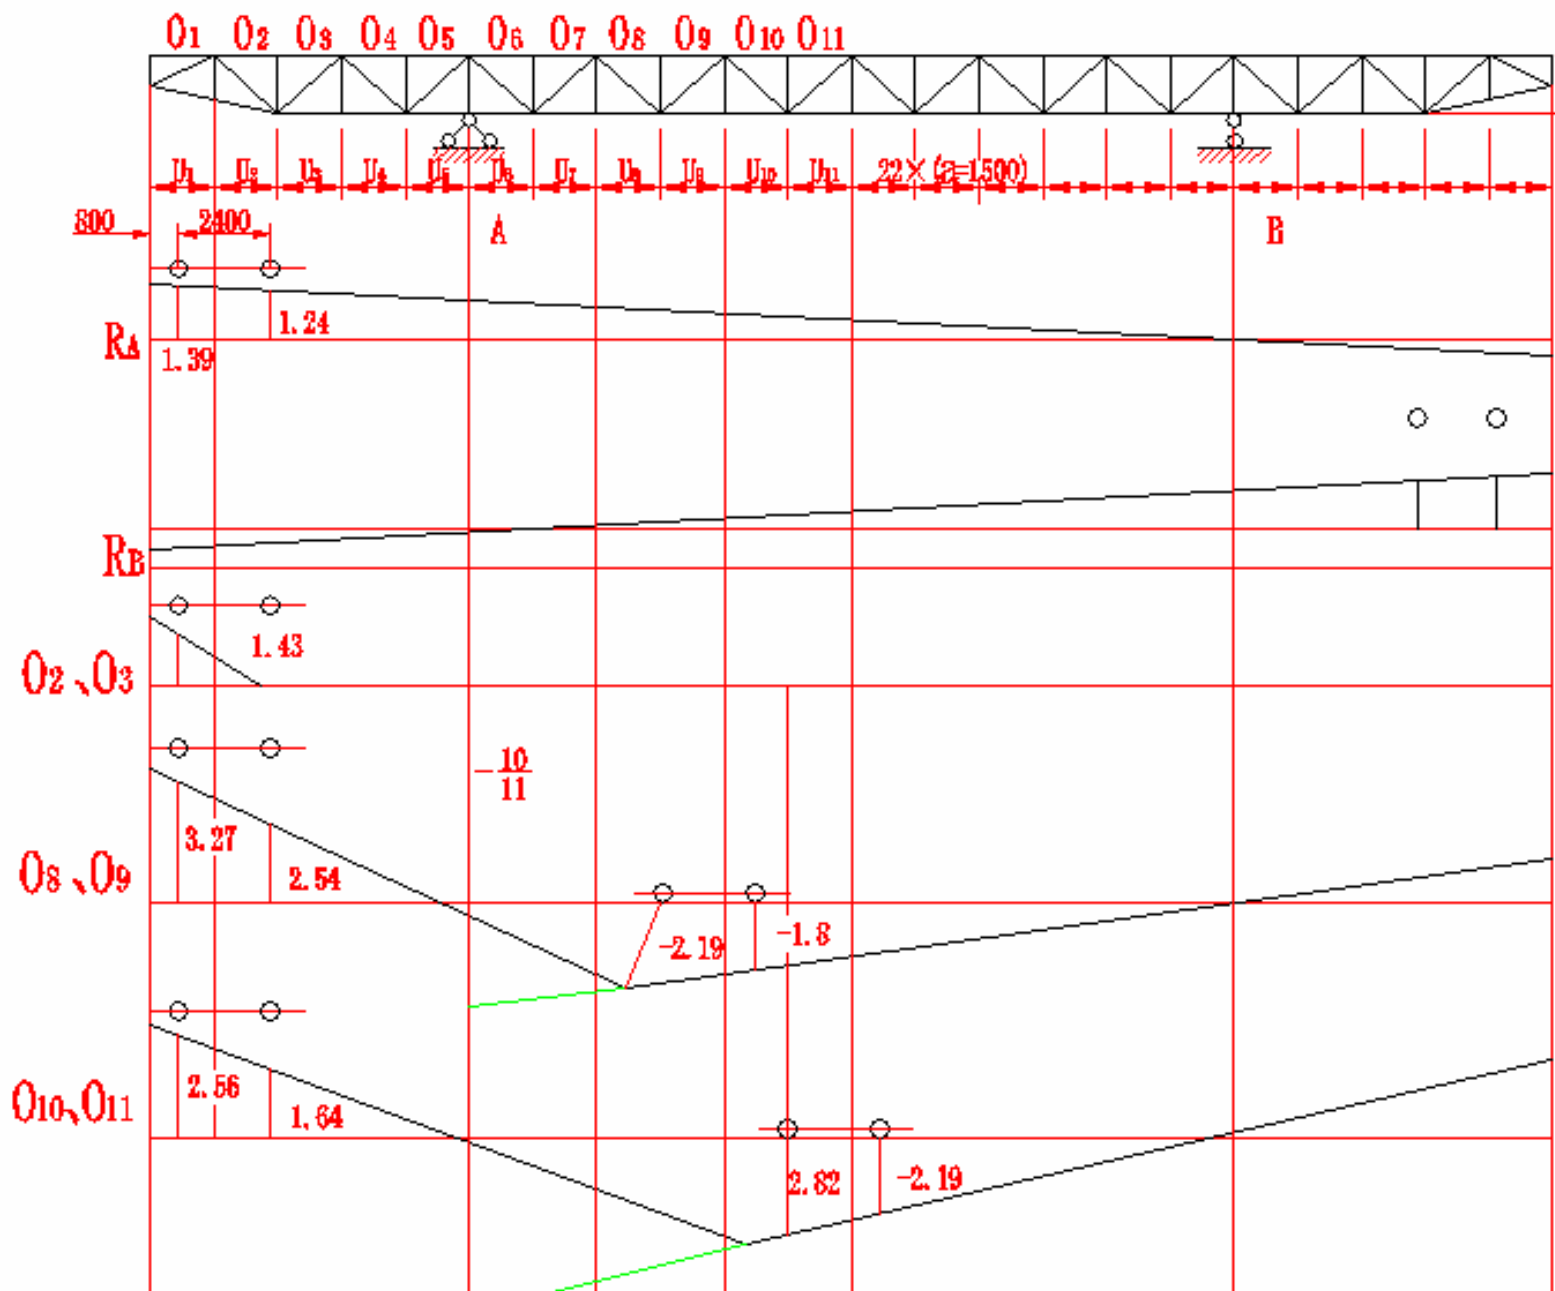 O1 O2 O3 O4 O5 O6 O7 O8 O9 O10 O11
U1 U2 U3 U4 U5 U6 U7 U8 U9 U10 U11 22×(a=1500)
800 2400 A B
1.24
RA 1.39
RB
1.43
O2、O3
-10/11
3.27
O8、O9 2.54
-2.19 -1.8
2.56
O10、O11 1.64
2.82 -2.19